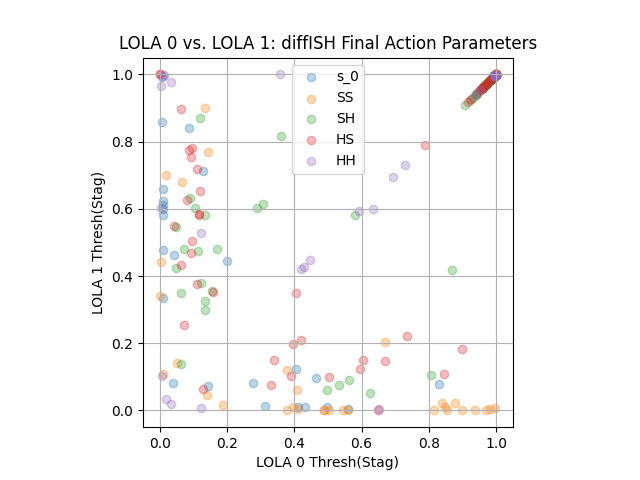 LOLA 0 vs. LOLA 1: diffISH Final Action Parameters
1.0
0.8
0.6
0.4
0.2
0.0
LOLA 1 Thresh(Stag)
s_0
SS
SH
HS
HH
0.0 0.2 0.4 0.6 0.8 1.0
LOLA 0 Thresh(Stag)